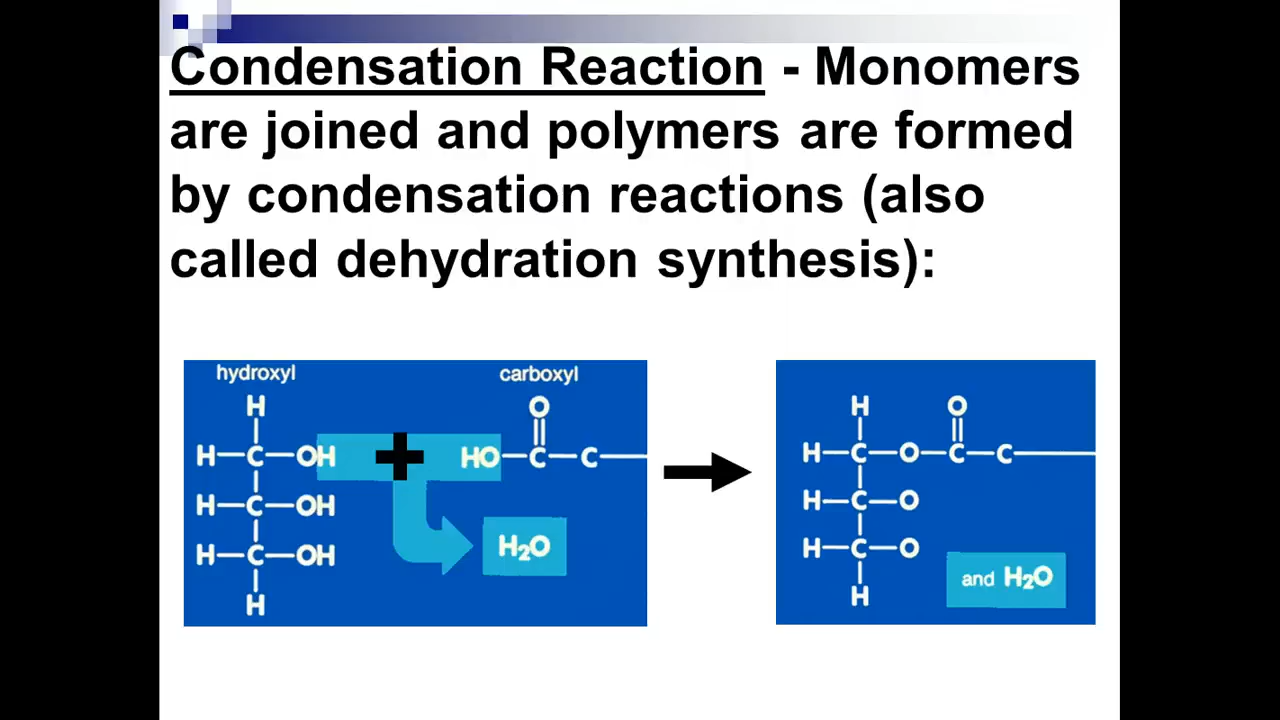 Condensation Reaction - Monomers
are joined and polymers are formed
by condensation reactions (also
called dehydration synthesis):
hydroxyl
carboxyl
H
O
H—C—OH + HO—C—C—
H—C—OH
H—C—OH
H₂O
H
H
O
H—C—O—C—C—
H—C—O
H—C—O
and H₂O
H